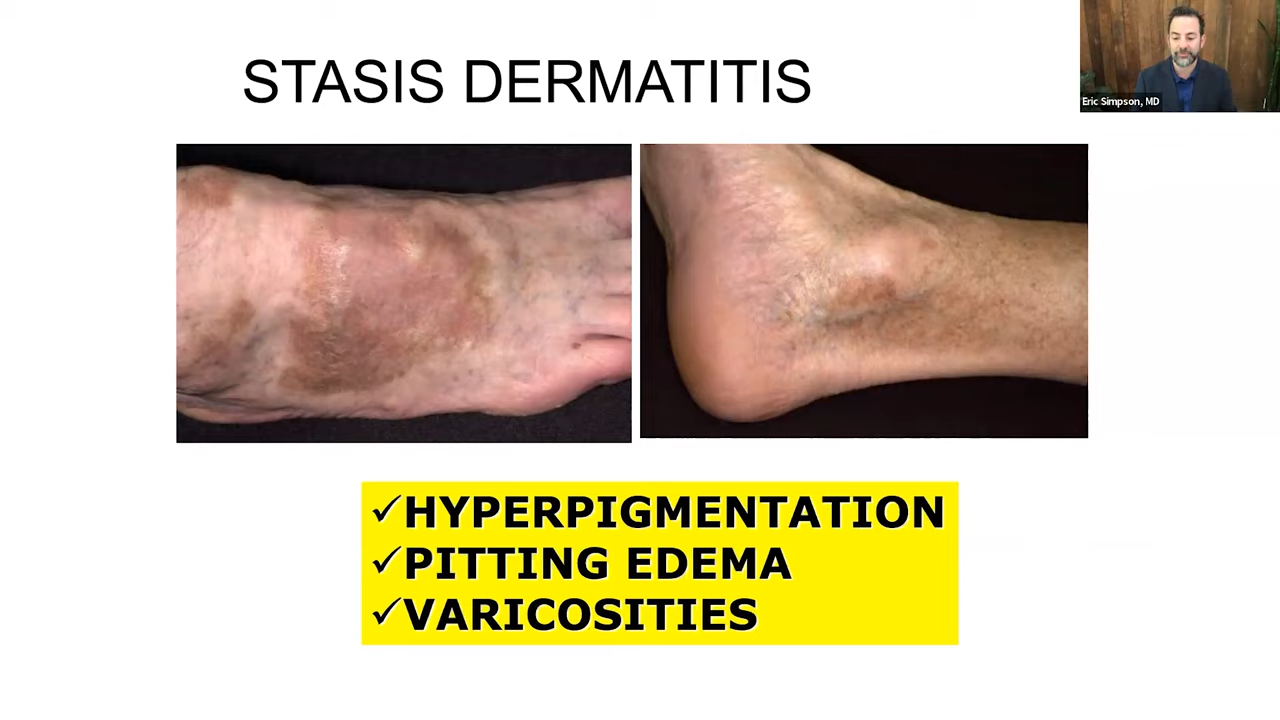 STASIS DERMATITIS
Eric Simpson, MD
✓HYPERPIGMENTATION
✓PITTING EDEMA
✓VARICOSITIES